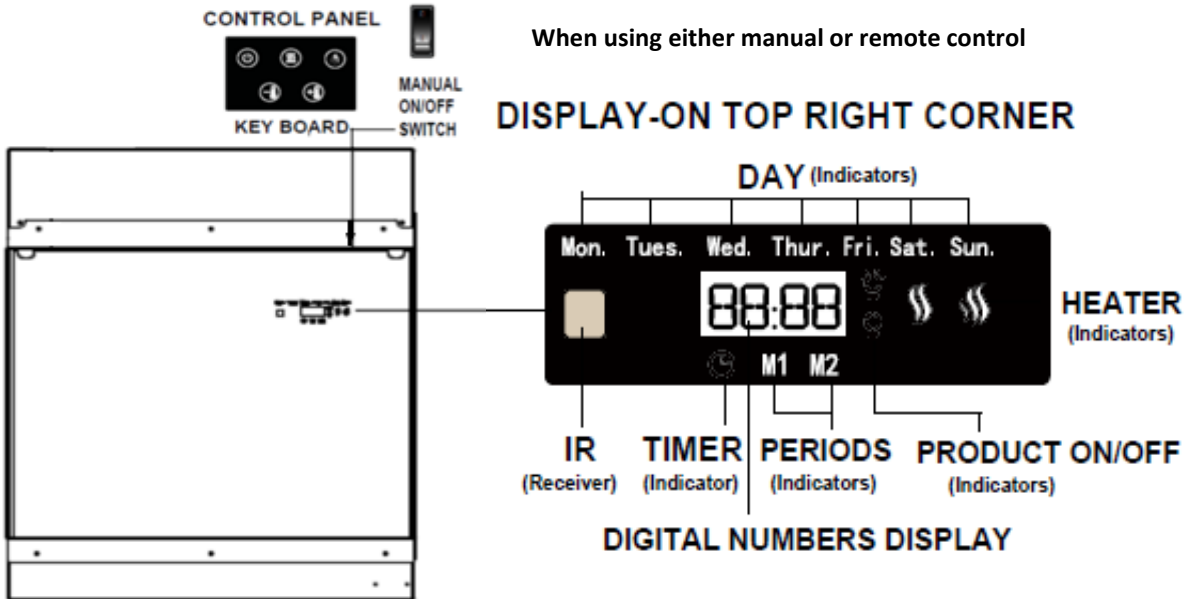 CONTROL PANEL
When using either manual or remote control
MANUAL
ON/OFF
SWITCH
KEY BOARD
DISPLAY-ON TOP RIGHT CORNER
DAY (Indicators)
Mon. Tues. Wed. Thur. Fri. Sat. Sun.
88:88
HEATER
(Indicators)
M1 M2
IR
(Receiver)
TIMER
(Indicator)
PERIODS
(Indicators)
PRODUCT ON/OFF
(Indicators)
DIGITAL NUMBERS DISPLAY